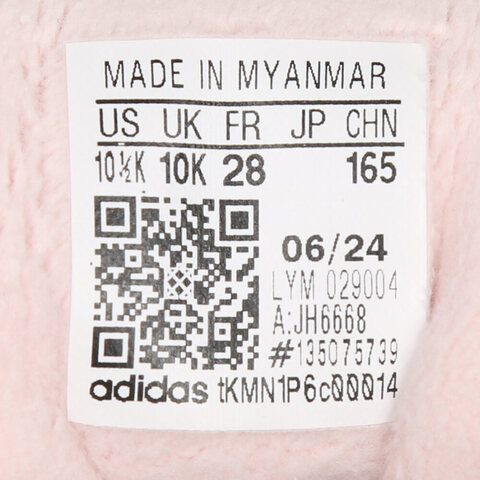 MADE IN MYANMAR
US UK FR JP CHN
10½K 10K 28 165
06/24
LYM 029004
A:JH6668
#135075739
adidas tKMN1P6c00014